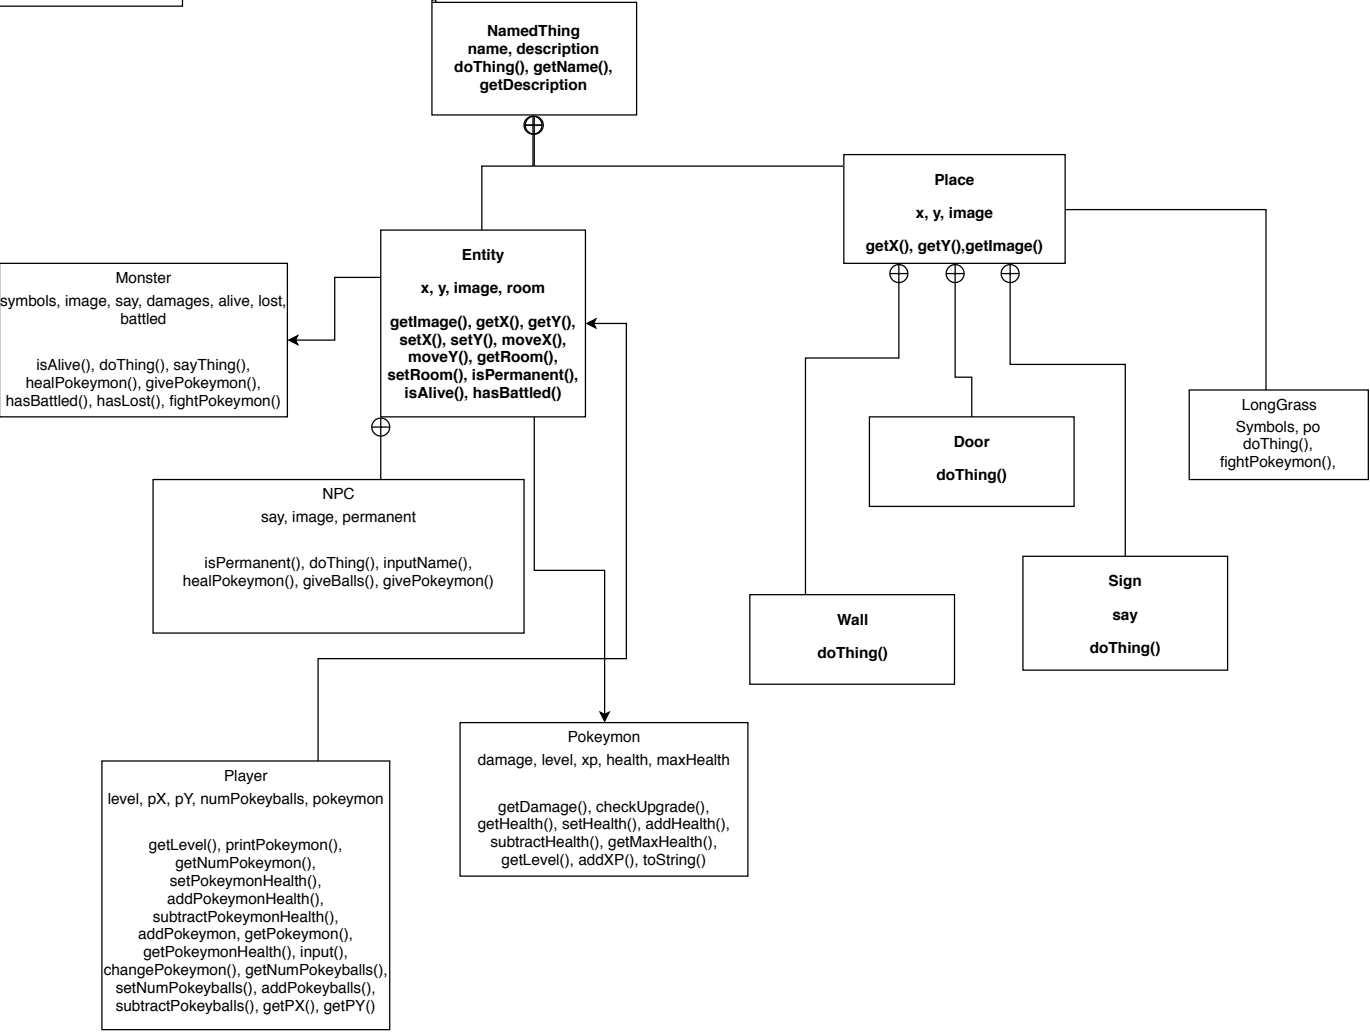 NamedThing
name, description
doThing(), getName(),
getDescription
Place
x, y, image
getX(), getY(),getImage()
Entity
x, y, image, room
getImage(), getX(), getY(),
setX(), setY(), moveX(),
moveY(), getRoom(),
setRoom(), isPermanent(),
isAlive(), hasBattled()
Monster
symbols, image, say, damages, alive, lost,
battled
isAlive(), doThing(), sayThing(),
healPokeymon(), givePokeymon(),
hasBattled(), hasLost(), fightPokeymon()
LongGrass
Symbols, po
doThing(),
fightPokeymon(),
Door
doThing()
NPC
say, image, permanent
isPermanent(), doThing(), inputName(),
healPokeymon(), giveBalls(), givePokeymon()
Sign
say
doThing()
Wall
doThing()
Pokeymon
damage, level, xp, health, maxHealth
getDamage(), checkUpgrade(),
getHealth(), setHealth(), addHealth(),
subtractHealth(), getMaxHealth(),
getLevel(), addXP(), toString()
Player
level, pX, pY, numPokeyballs, pokeymon
getLevel(), printPokeymon(),
getNumPokeymon(),
setPokeymonHealth(),
addPokeymonHealth(),
subtractPokeymonHealth(),
addPokeymon, getPokeymon(),
getPokeymonHealth(), input(),
changePokeymon(), getNumPokeyballs(),
setNumPokeyballs(), addPokeyballs(),
subtractPokeyballs(), getPX(), getPY()